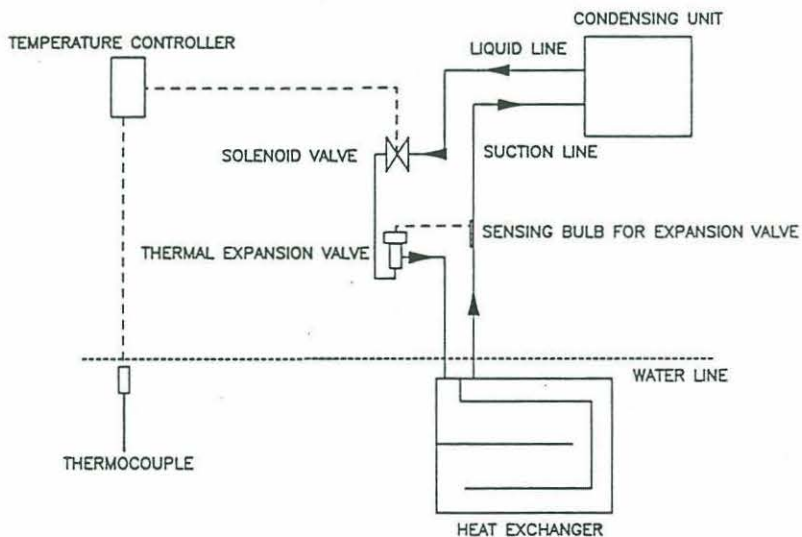 CONDENSING UNIT
TEMPERATURE CONTROLLER
LIQUID LINE
SOLENOID VALVE
SUCTION LINE
THERMAL EXPANSION VALVE
SENSING BULB FOR EXPANSION VALVE
WATER LINE
THERMOCOUPLE
HEAT EXCHANGER